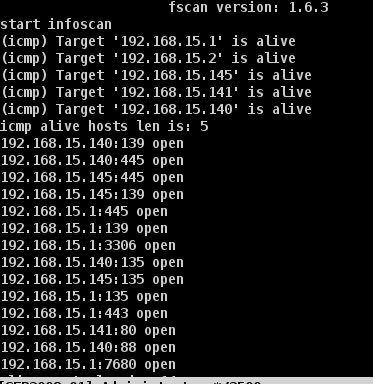 fscan version: 1.6.3
start infoscan
(icmp) Target '192.168.15.1' is alive
(icmp) Target '192.168.15.2' is alive
(icmp) Target '192.168.15.145' is alive
(icmp) Target '192.168.15.141' is alive
(icmp) Target '192.168.15.140' is alive
icmp alive hosts len is: 5
192.168.15.140:139 open
192.168.15.140:445 open
192.168.15.145:445 open
192.168.15.145:139 open
192.168.15.1:445 open
192.168.15.1:139 open
192.168.15.1:3306 open
192.168.15.140:135 open
192.168.15.145:135 open
192.168.15.1:135 open
192.168.15.1:443 open
192.168.15.141:80 open
192.168.15.140:88 open
192.168.15.1:7680 open